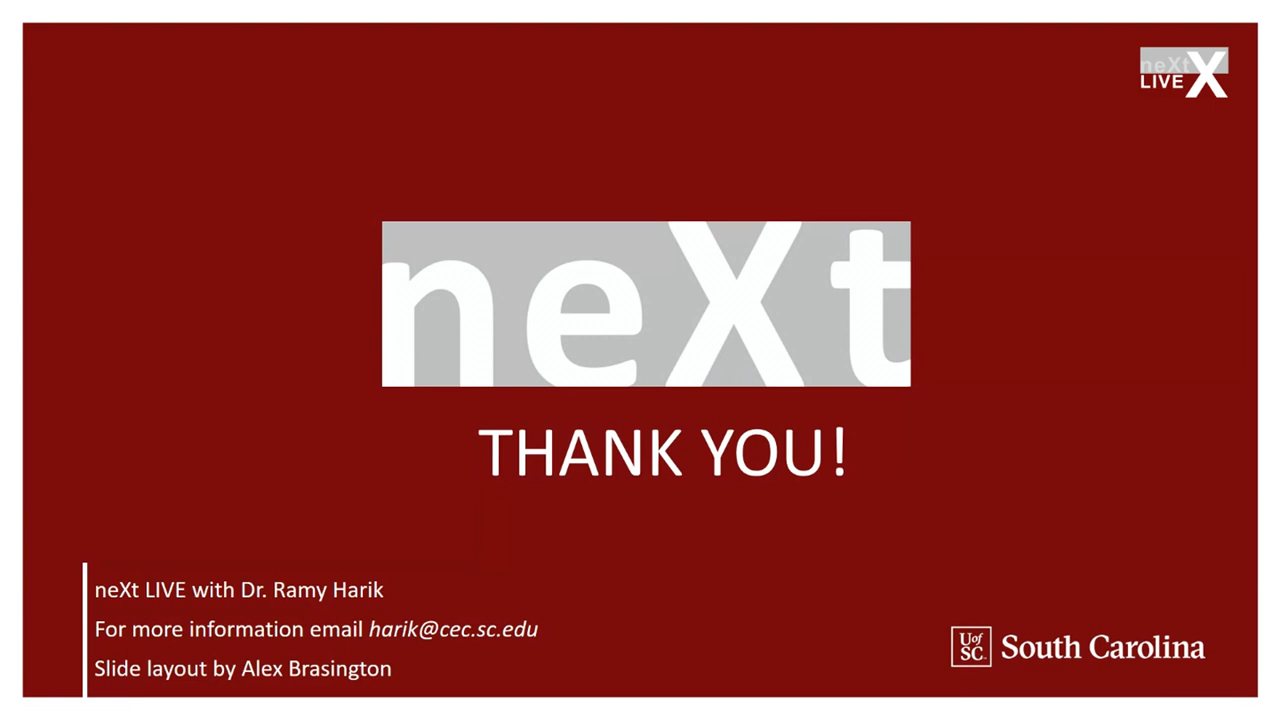 neXt
LIVE X
neXt
THANK YOU!
neXt LIVE with Dr. Ramy Harik
For more information email harik@cec.sc.edu
Slide layout by Alex Brasington
UofSC South Carolina